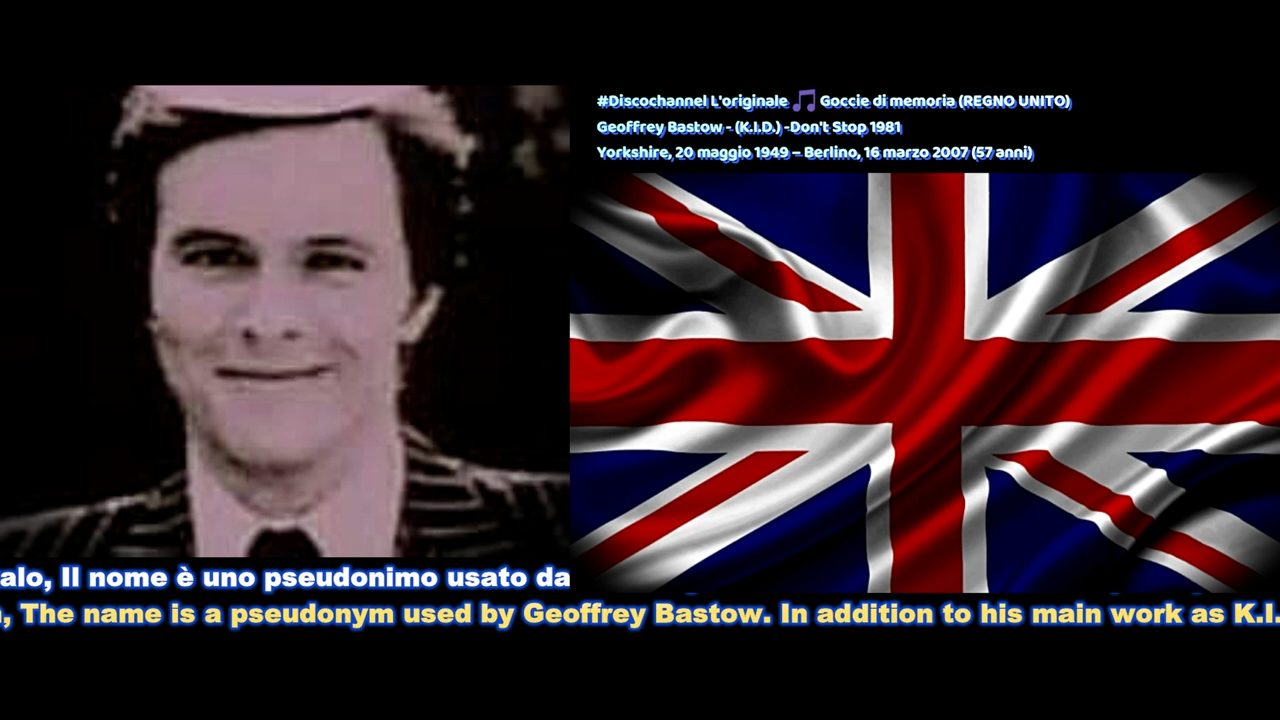 #Discochannel L'originale 🎵 Goccie di memoria (REGNO UNITO)
Geoffrey Bastow - (K.I.D.) -Don't Stop 1981
Yorkshire, 20 maggio 1949 – Berlino, 16 marzo 2007 (57 anni)
alo, Il nome è uno pseudonimo usato da
, The name is a pseudonym used by Geoffrey Bastow. In addition to his main work as K.I.